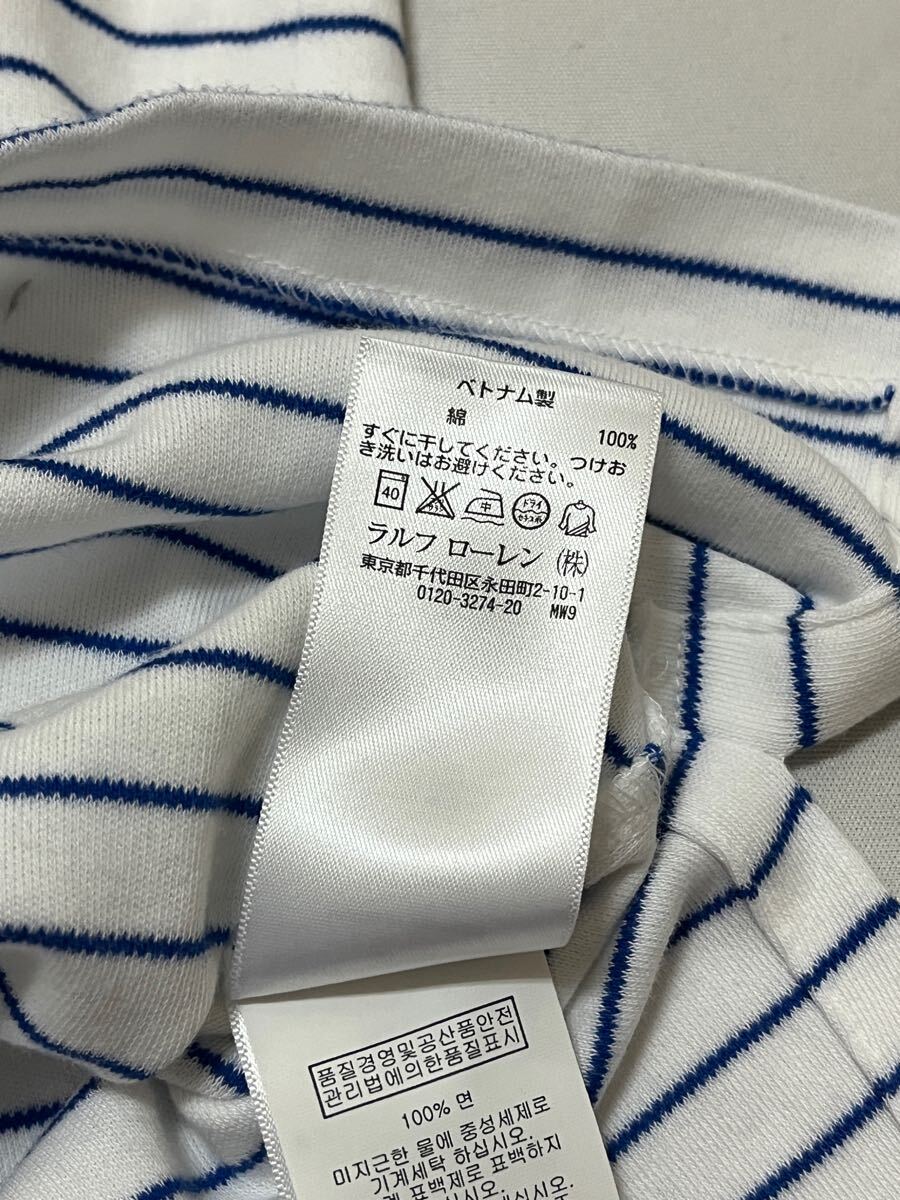 ベトナム製
綿 100%
すぐに干してください。つけお
き洗いはお避けください。
40 中 ドライ
ラルフ ローレン (株)
東京都千代田区永田町2-10-1
0120-3274-20 MW9
품질경영및공산품안전
관리법에의한품질표시
100% 면
미지근한 물에 중성세제로
기계세탁 하십시오.
표백제로 표백하지